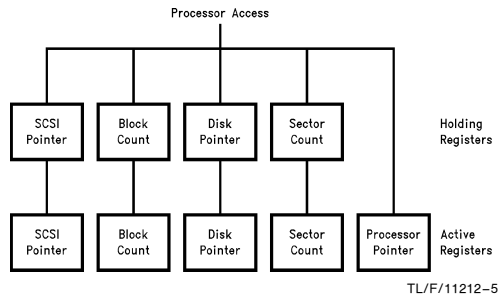 Processor Access
SCSI
Pointer
Block
Count
Disk
Pointer
Sector
Count
Holding
Registers
SCSI
Pointer
Block
Count
Disk
Pointer
Sector
Count
Processor
Pointer
Active
Registers
TL/F/11212–5